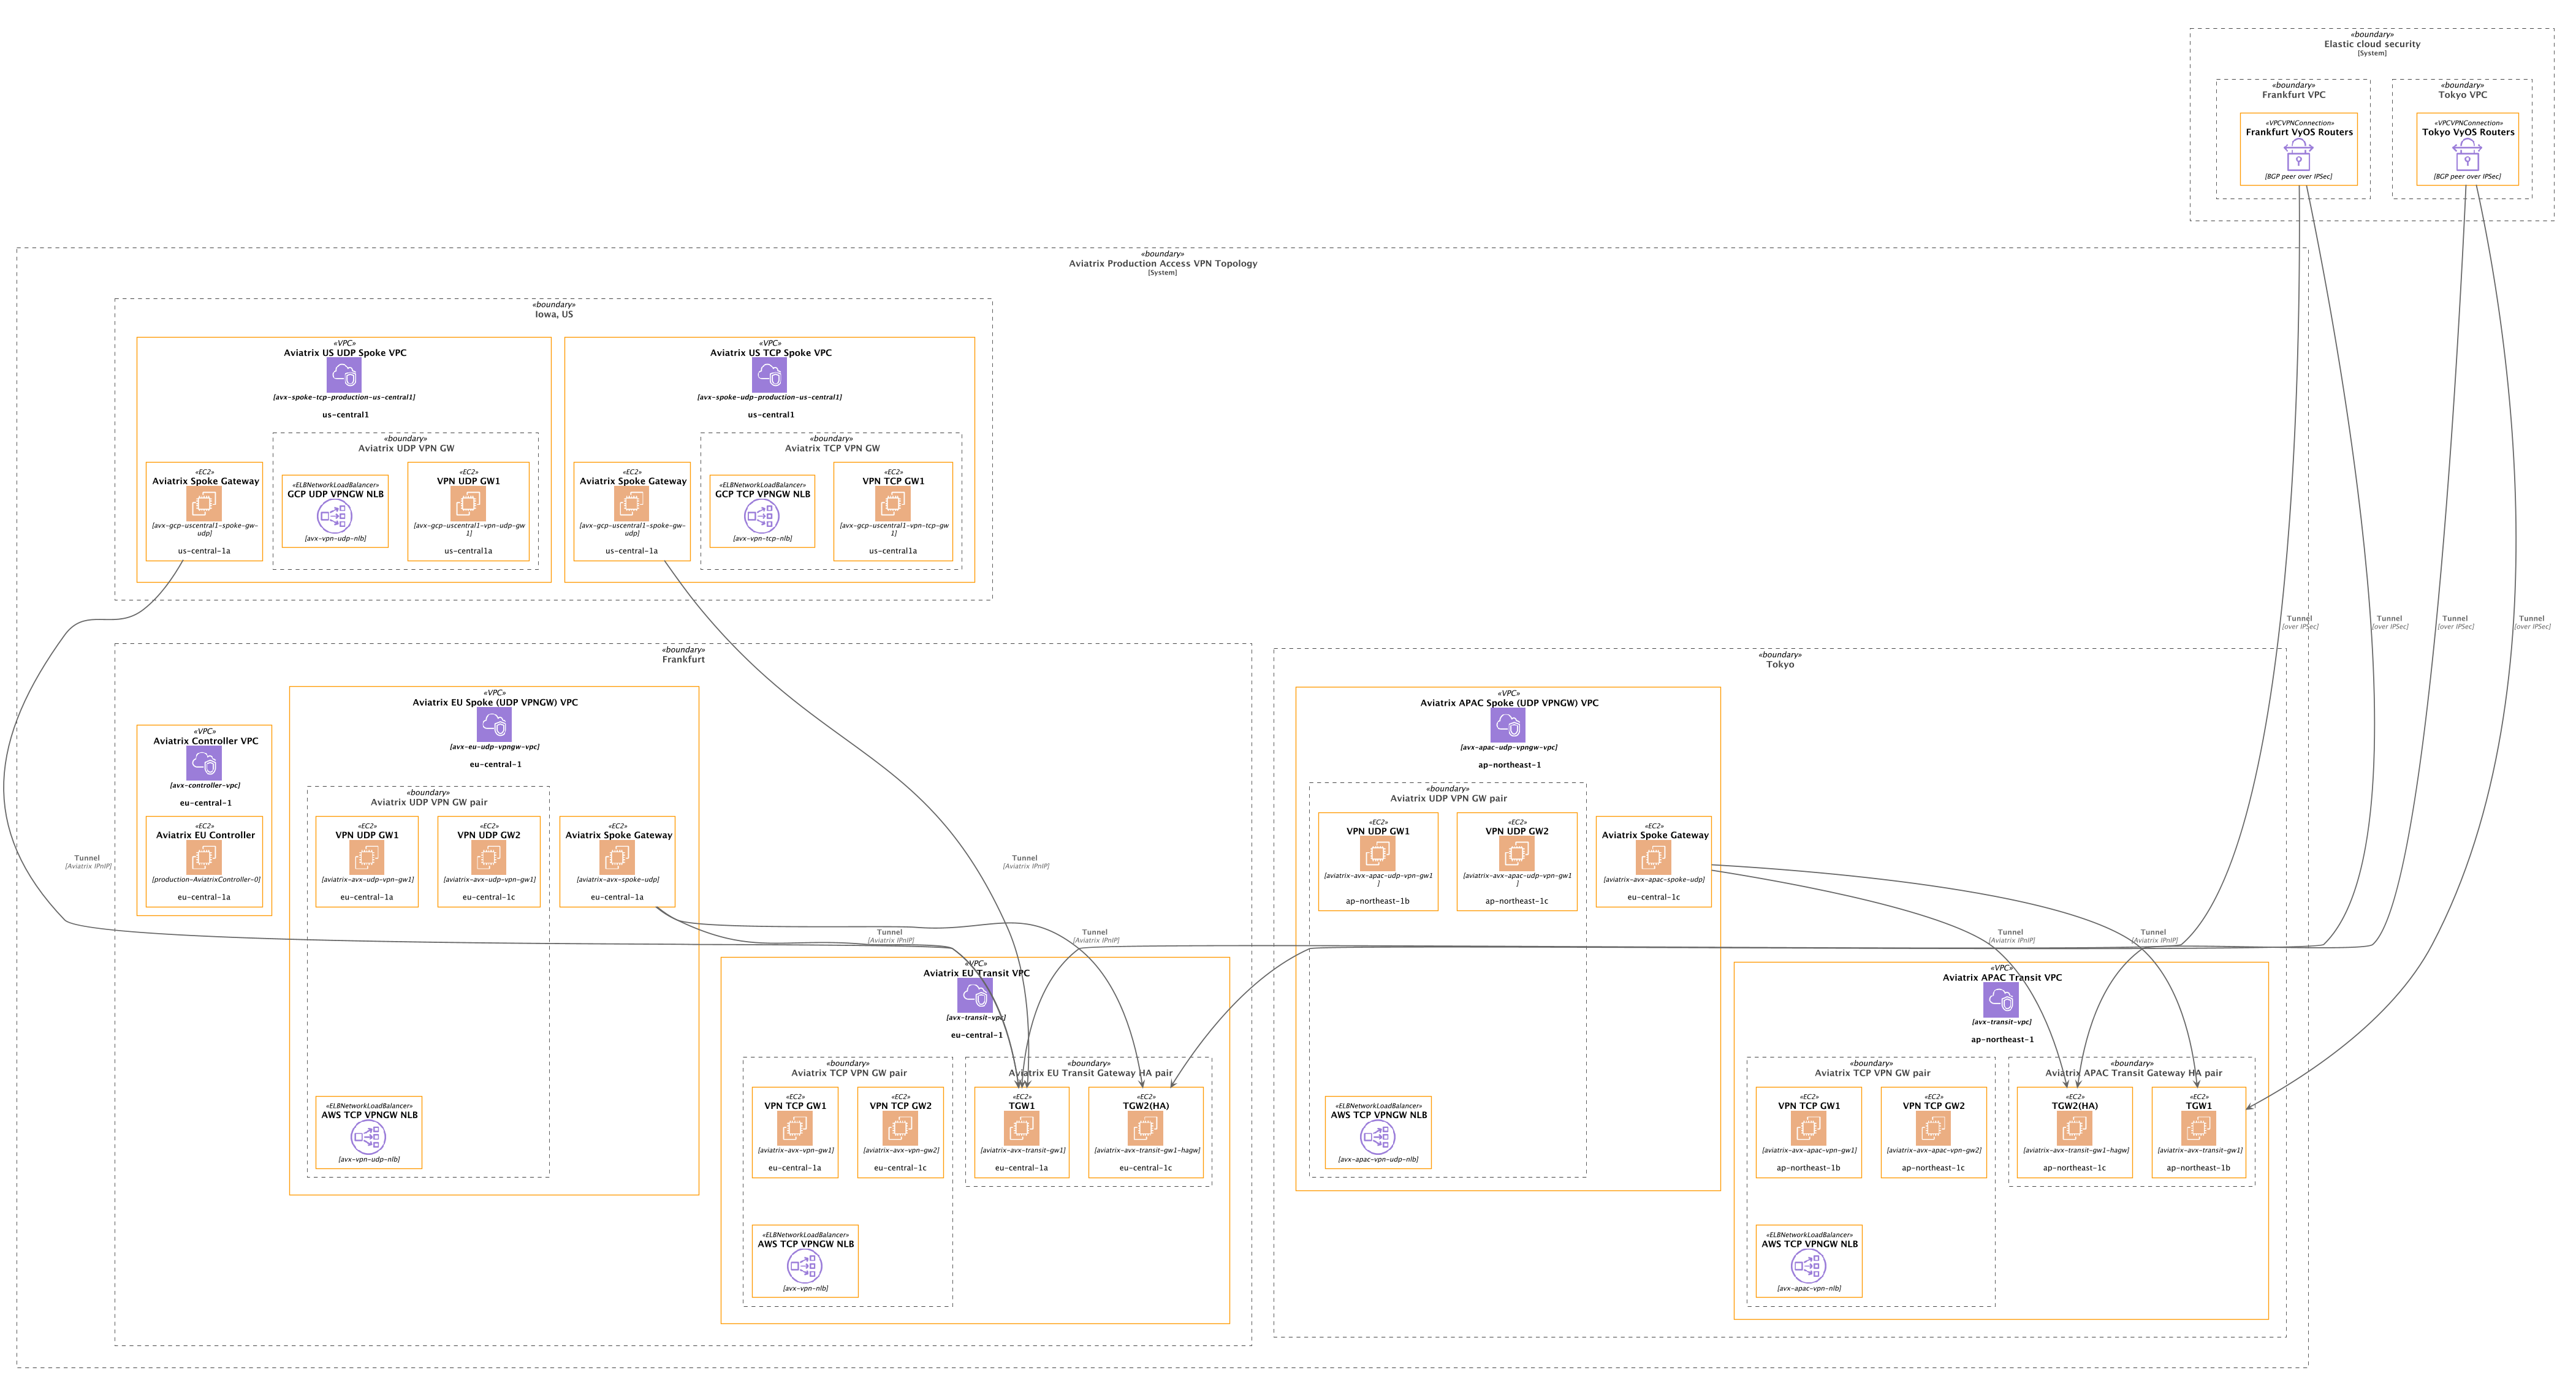 «boundary»
Elastic cloud security
[System]
«boundary»
Frankfurt VPC
«VPCVPNConnection»
Frankfurt VyOS Routers
[BGP peer over IPSec]
«boundary»
Tokyo VPC
«VPCVPNConnection»
Tokyo VyOS Routers
[BGP peer over IPSec]
«boundary»
Aviatrix Production Access VPN Topology
[System]
«boundary»
Iowa, US
«VPC»
Aviatrix US UDP Spoke VPC
[avx-spoke-tcp-production-us-central1]
us-central1
«EC2»
Aviatrix Spoke Gateway
[avx-gcp-uscentral1-spoke-gw-
udp]
us-central-1a
«boundary»
Aviatrix UDP VPN GW
«ELBNetworkLoadBalancer»
GCP UDP VPNGW NLB
[avx-vpn-udp-nlb]
«EC2»
VPN UDP GW1
[avx-gcp-uscentral1-vpn-udp-gw
1]
us-central1a
«VPC»
Aviatrix US TCP Spoke VPC
[avx-spoke-udp-production-us-central1]
us-central1
«EC2»
Aviatrix Spoke Gateway
[avx-gcp-uscentral1-spoke-gw-
udp]
us-central-1a
«boundary»
Aviatrix TCP VPN GW
«ELBNetworkLoadBalancer»
GCP TCP VPNGW NLB
[avx-vpn-tcp-nlb]
«EC2»
VPN TCP GW1
[avx-gcp-uscentral1-vpn-tcp-gw
1]
us-central1a
Tunnel
[over IPSec]
Tunnel
[over IPSec]
Tunnel
[over IPSec]
Tunnel
[over IPSec]
«boundary»
Frankfurt
«VPC»
Aviatrix Controller VPC
[avx-controller-vpc]
eu-central-1
«EC2»
Aviatrix EU Controller
[production-AviatrixController-0]
eu-central-1a
«VPC»
Aviatrix EU Spoke (UDP VPNGW) VPC
[avx-eu-udp-vpngw-vpc]
eu-central-1
«boundary»
Aviatrix UDP VPN GW pair
«EC2»
VPN UDP GW1
[aviatrix-avx-udp-vpn-gw1]
eu-central-1a
«EC2»
VPN UDP GW2
[aviatrix-avx-udp-vpn-gw1]
eu-central-1c
«EC2»
Aviatrix Spoke Gateway
[aviatrix-avx-spoke-udp]
eu-central-1a
«ELBNetworkLoadBalancer»
AWS TCP VPNGW NLB
[avx-vpn-udp-nlb]
Tunnel
[Aviatrix IPnIP]
Tunnel
[Aviatrix IPnIP]
Tunnel
[Aviatrix IPnIP]
Tunnel
[Aviatrix IPnIP]
«VPC»
Aviatrix EU Transit VPC
[avx-transit-vpc]
eu-central-1
«boundary»
Aviatrix TCP VPN GW pair
«EC2»
VPN TCP GW1
[aviatrix-avx-vpn-gw1]
eu-central-1a
«EC2»
VPN TCP GW2
[aviatrix-avx-vpn-gw2]
eu-central-1c
«ELBNetworkLoadBalancer»
AWS TCP VPNGW NLB
[avx-vpn-nlb]
«boundary»
Aviatrix EU Transit Gateway HA pair
«EC2»
TGW1
[aviatrix-avx-transit-gw1]
eu-central-1a
«EC2»
TGW2(HA)
[aviatrix-avx-transit-gw1-hagw]
eu-central-1c
«boundary»
Tokyo
«VPC»
Aviatrix APAC Spoke (UDP VPNGW) VPC
[avx-apac-udp-vpngw-vpc]
ap-northeast-1
«boundary»
Aviatrix UDP VPN GW pair
«EC2»
VPN UDP GW1
[aviatrix-avx-apac-udp-vpn-gw1
]
ap-northeast-1b
«EC2»
VPN UDP GW2
[aviatrix-avx-apac-udp-vpn-gw1
]
ap-northeast-1c
«EC2»
Aviatrix Spoke Gateway
[aviatrix-avx-apac-spoke-udp]
eu-central-1c
«ELBNetworkLoadBalancer»
AWS TCP VPNGW NLB
[avx-apac-vpn-udp-nlb]
Tunnel
[Aviatrix IPnIP]
Tunnel
[Aviatrix IPnIP]
«VPC»
Aviatrix APAC Transit VPC
[avx-transit-vpc]
ap-northeast-1
«boundary»
Aviatrix TCP VPN GW pair
«EC2»
VPN TCP GW1
[aviatrix-avx-apac-vpn-gw1]
ap-northeast-1b
«EC2»
VPN TCP GW2
[aviatrix-avx-apac-vpn-gw2]
ap-northeast-1c
«ELBNetworkLoadBalancer»
AWS TCP VPNGW NLB
[avx-apac-vpn-nlb]
«boundary»
Aviatrix APAC Transit Gateway HA pair
«EC2»
TGW2(HA)
[aviatrix-avx-transit-gw1-hagw]
ap-northeast-1c
«EC2»
TGW1
[aviatrix-avx-transit-gw1]
ap-northeast-1b